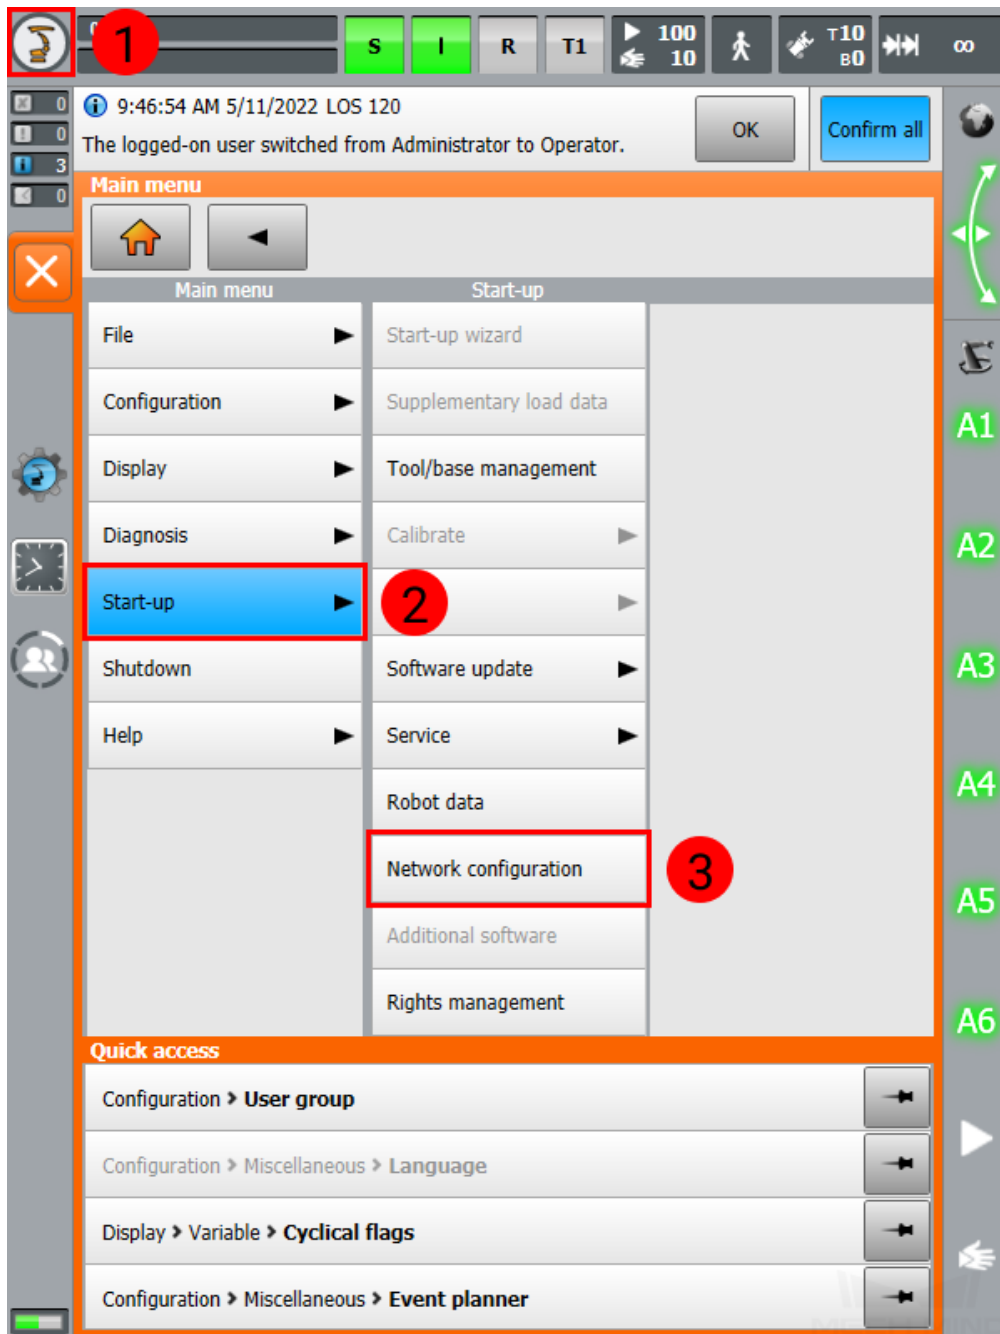 1
S I R T1 100 10 T10 B0 ∞
0
0
3
0
9:46:54 AM 5/11/2022 LOS 120
The logged-on user switched from Administrator to Operator.
OK
Confirm all
Main menu
Main menu
Start-up
File
Configuration
Display
Diagnosis
Start-up
Shutdown
Help
Start-up wizard
Supplementary load data
Tool/base management
Calibrate
2
Software update
Service
Robot data
Network configuration
3
Additional software
Rights management
A1
A2
A3
A4
A5
A6
Quick access
Configuration > User group
Configuration > Miscellaneous > Language
Display > Variable > Cyclical flags
Configuration > Miscellaneous > Event planner